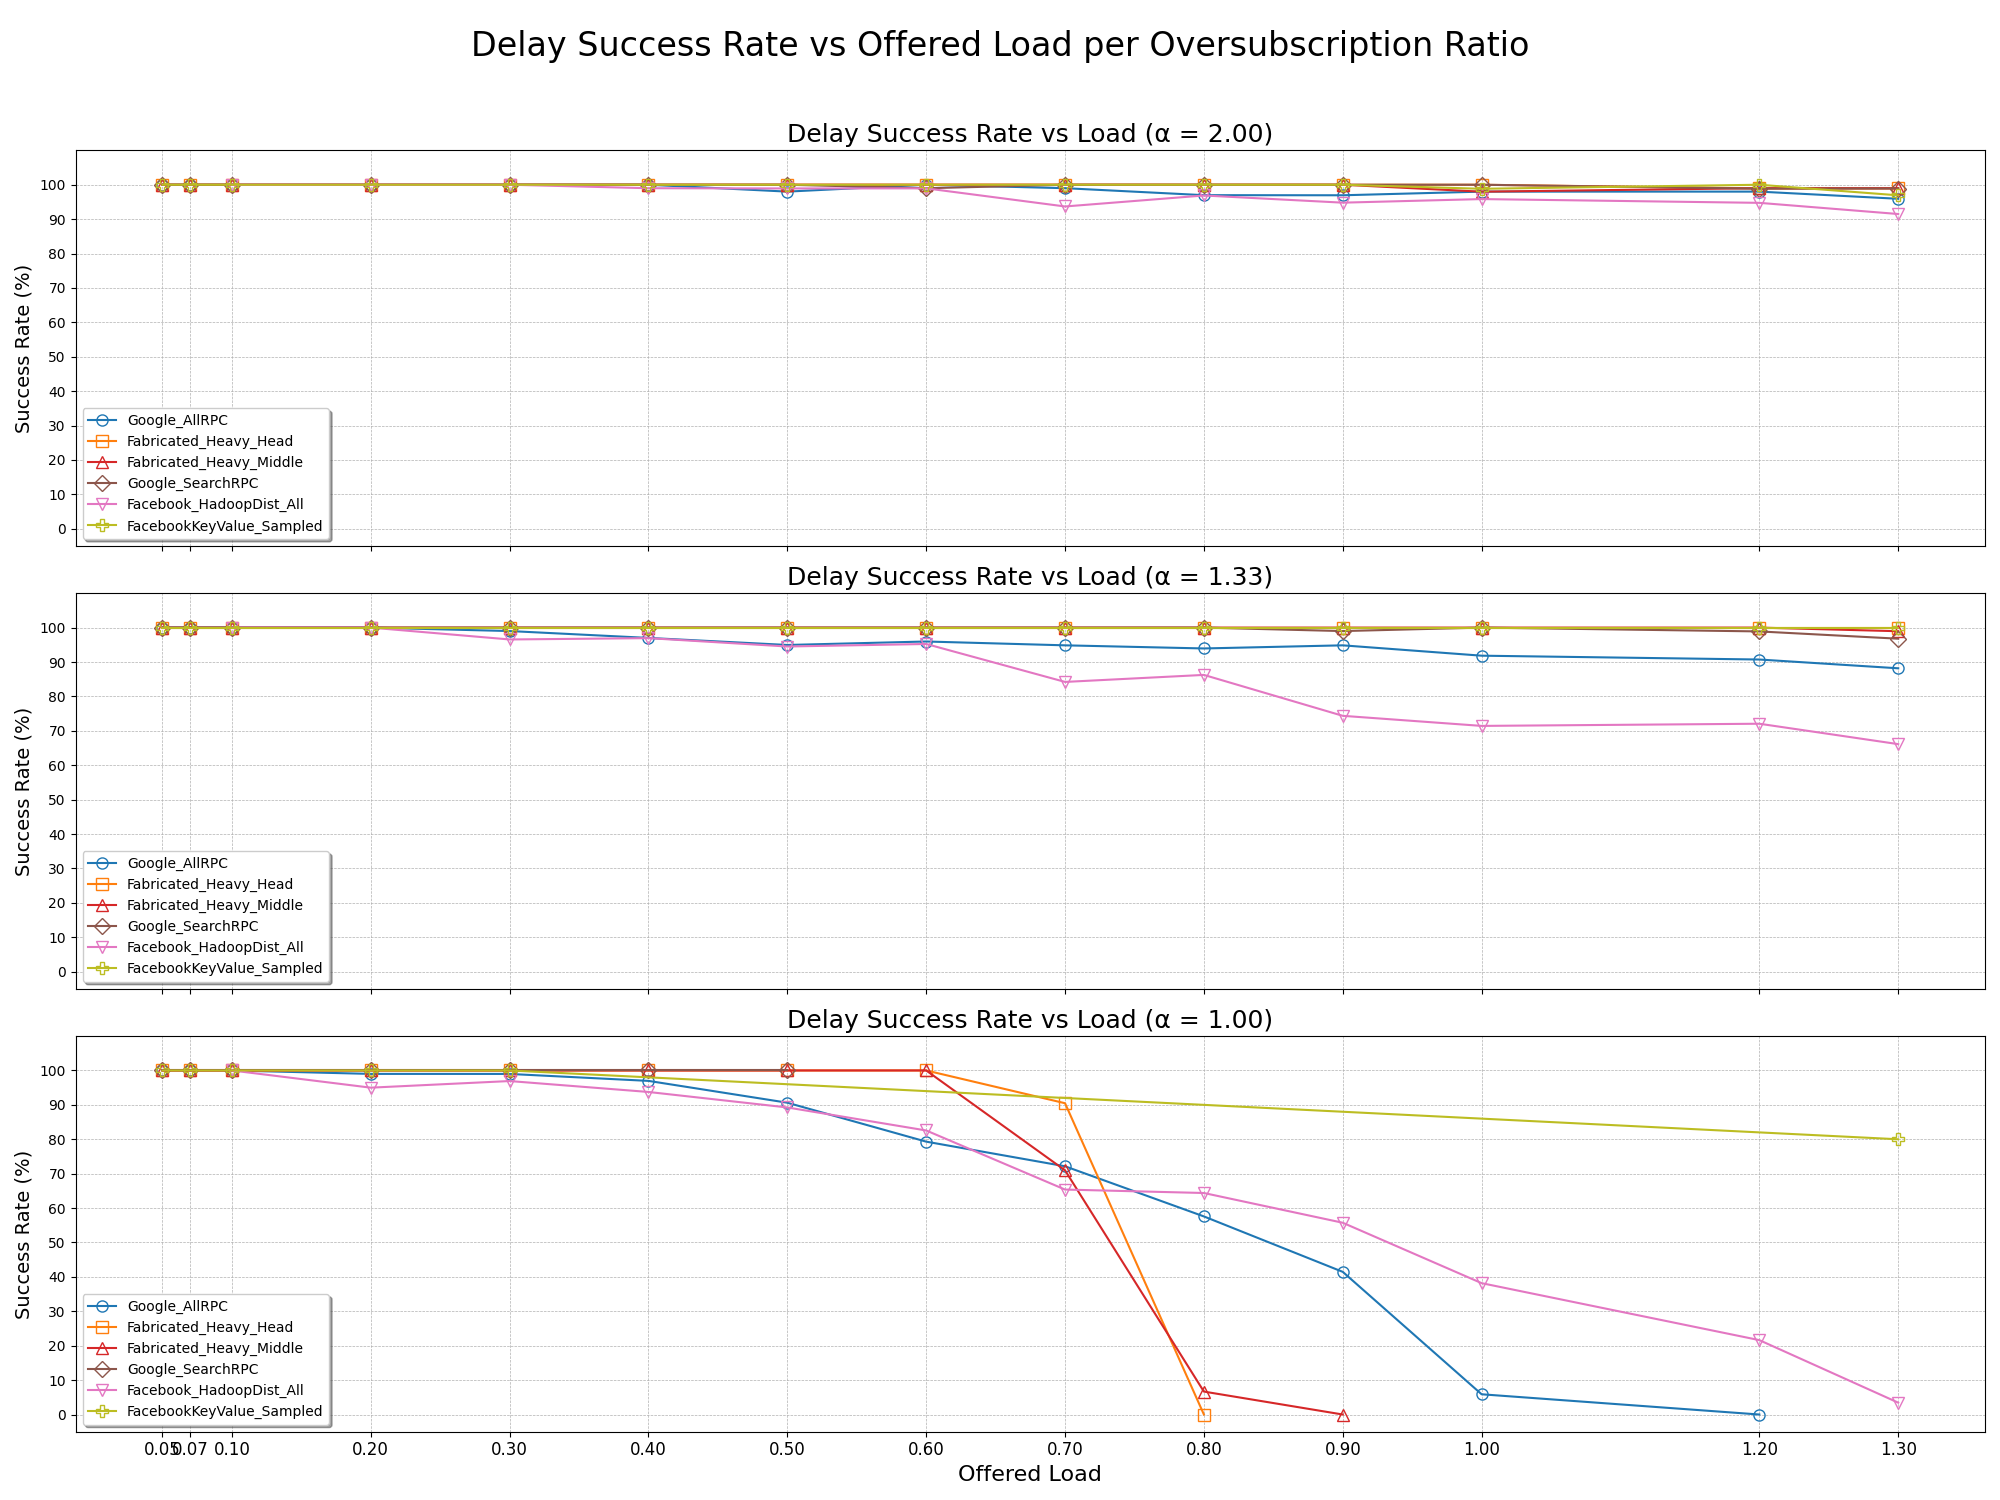 Delay Success Rate vs Offered Load per Oversubscription Ratio
Delay Success Rate vs Load (α = 2.00)
Success Rate (%)
100
90
80
70
60
50
40
30
20
10
0
Google_AllRPC
Fabricated_Heavy_Head
Fabricated_Heavy_Middle
Google_SearchRPC
Facebook_HadoopDist_All
FacebookKeyValue_Sampled
Delay Success Rate vs Load (α = 1.33)
Success Rate (%)
100
90
80
70
60
50
40
30
20
10
0
Google_AllRPC
Fabricated_Heavy_Head
Fabricated_Heavy_Middle
Google_SearchRPC
Facebook_HadoopDist_All
FacebookKeyValue_Sampled
Delay Success Rate vs Load (α = 1.00)
Success Rate (%)
100
90
80
70
60
50
40
30
20
10
0
Google_AllRPC
Fabricated_Heavy_Head
Fabricated_Heavy_Middle
Google_SearchRPC
Facebook_HadoopDist_All
FacebookKeyValue_Sampled
0.05 0.07 0.10 0.20 0.30 0.40 0.50 0.60 0.70 0.80 0.90 1.00 1.20 1.30
Offered Load